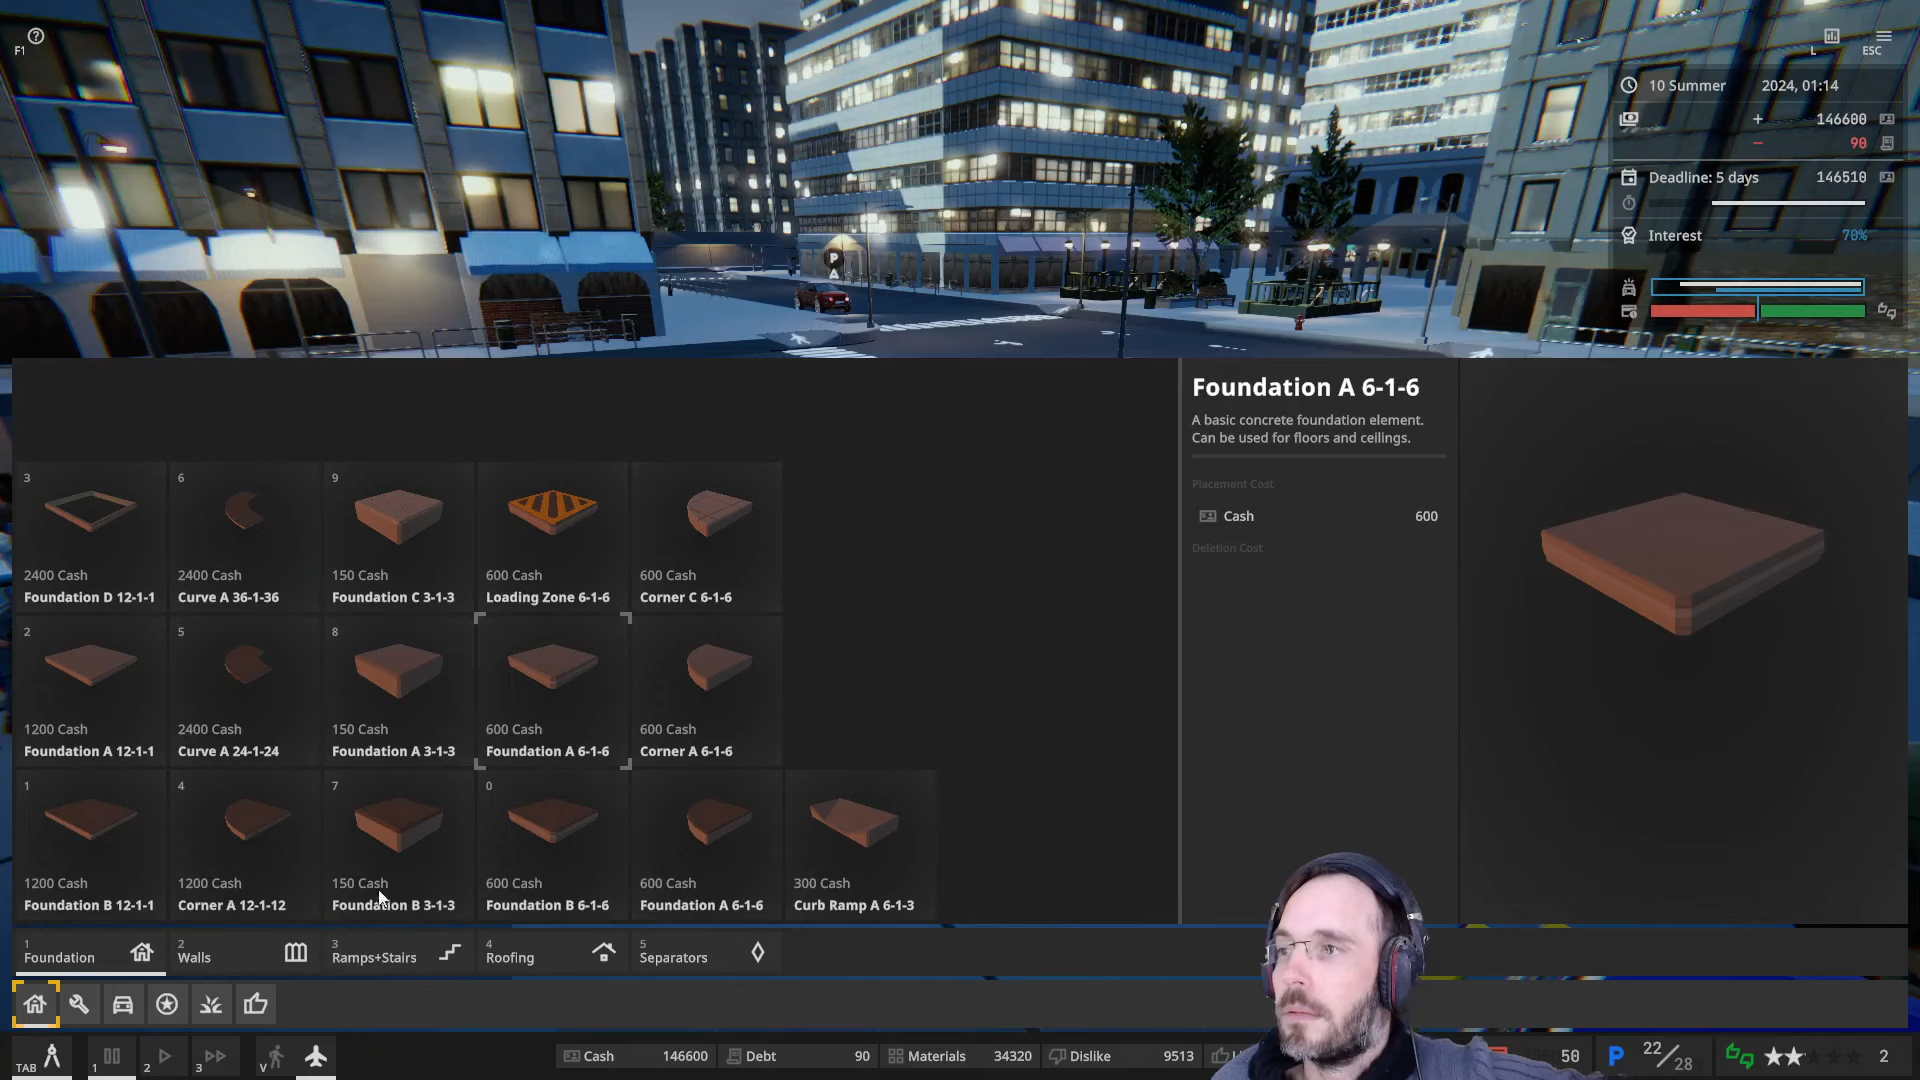 F1
L
ESC
10 Summer 2024, 01:14
+ 146600
- 90
Deadline: 5 days 146510
Interest 70%
P
A
Foundation A 6-1-6
A basic concrete foundation element.
Can be used for floors and ceilings.
Placement Cost
Cash 600
Deletion Cost
3
2400 Cash
Foundation D 12-1-1
6
2400 Cash
Curve A 36-1-36
9
150 Cash
Foundation C 3-1-3
600 Cash
Loading Zone 6-1-6
600 Cash
Corner C 6-1-6
2
1200 Cash
Foundation A 12-1-1
5
2400 Cash
Curve A 24-1-24
8
150 Cash
Foundation A 3-1-3
600 Cash
Foundation A 6-1-6
600 Cash
Corner A 6-1-6
1
1200 Cash
Foundation B 12-1-1
4
1200 Cash
Corner A 12-1-12
7
150 Cash
Foundation B 3-1-3
0
600 Cash
Foundation B 6-1-6
600 Cash
Foundation A 6-1-6
300 Cash
Curb Ramp A 6-1-3
1
Foundation
2
Walls
3
Ramps+Stairs
4
Roofing
5
Separators
TAB
1
2
3
V
Cash 146600
Debt 90
Materials 34320
Dislike 9513
50
P 22/28
2